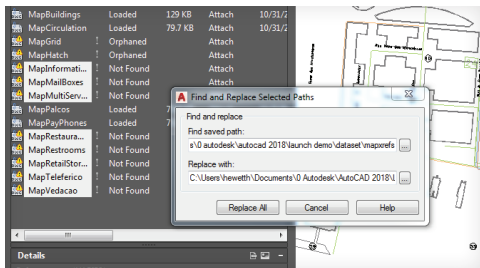 MapBuildings Loaded 129 KB Attach 10/31/2
MapCirculation Loaded 79.7 KB Attach 10/31/2
MapGrid ! Orphaned Attach
MapHatch ! Orphaned Attach
MapInformati... ! Not Found Attach
MapMailBoxes ! Not Found
MapMultiServ... ! Not Found
MapPalcos Loaded
MapPayPhones Loaded
MapRestaura... ! Not Found
MapRestrooms ! Not Found
MapRetailStor... ! Not Found
MapTeleferico ! Not Found
MapVedacao ! Not Found
Details
A Find and Replace Selected Paths
Find and replace
Find saved path:
s\0 autodesk\autocad 2018\launch demo\dataset\mapxrefs
...
Replace with:
C:\Users\hewetth\Documents\0 Autodesk\AutoCAD 2018\L
...
Replace All Cancel Help